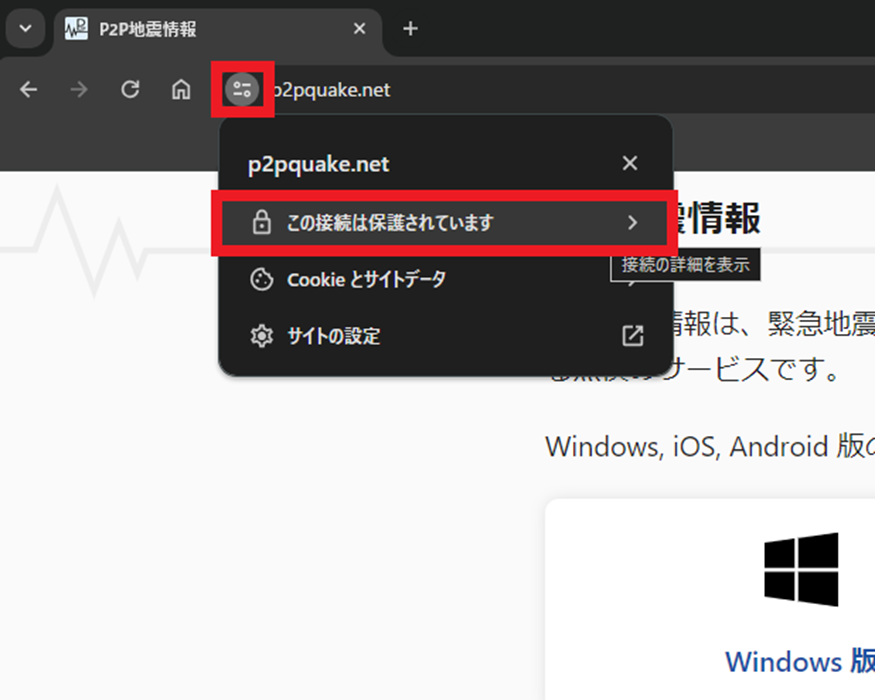 P2P地震情報
p2pquake.net
p2pquake.net
この接続は保護されています
情報
接続の詳細を表示
Cookie とサイトデータ
サイトの設定
情報は、緊急地震
サービスです。
Windows, iOS, Android 版の
Windows 版